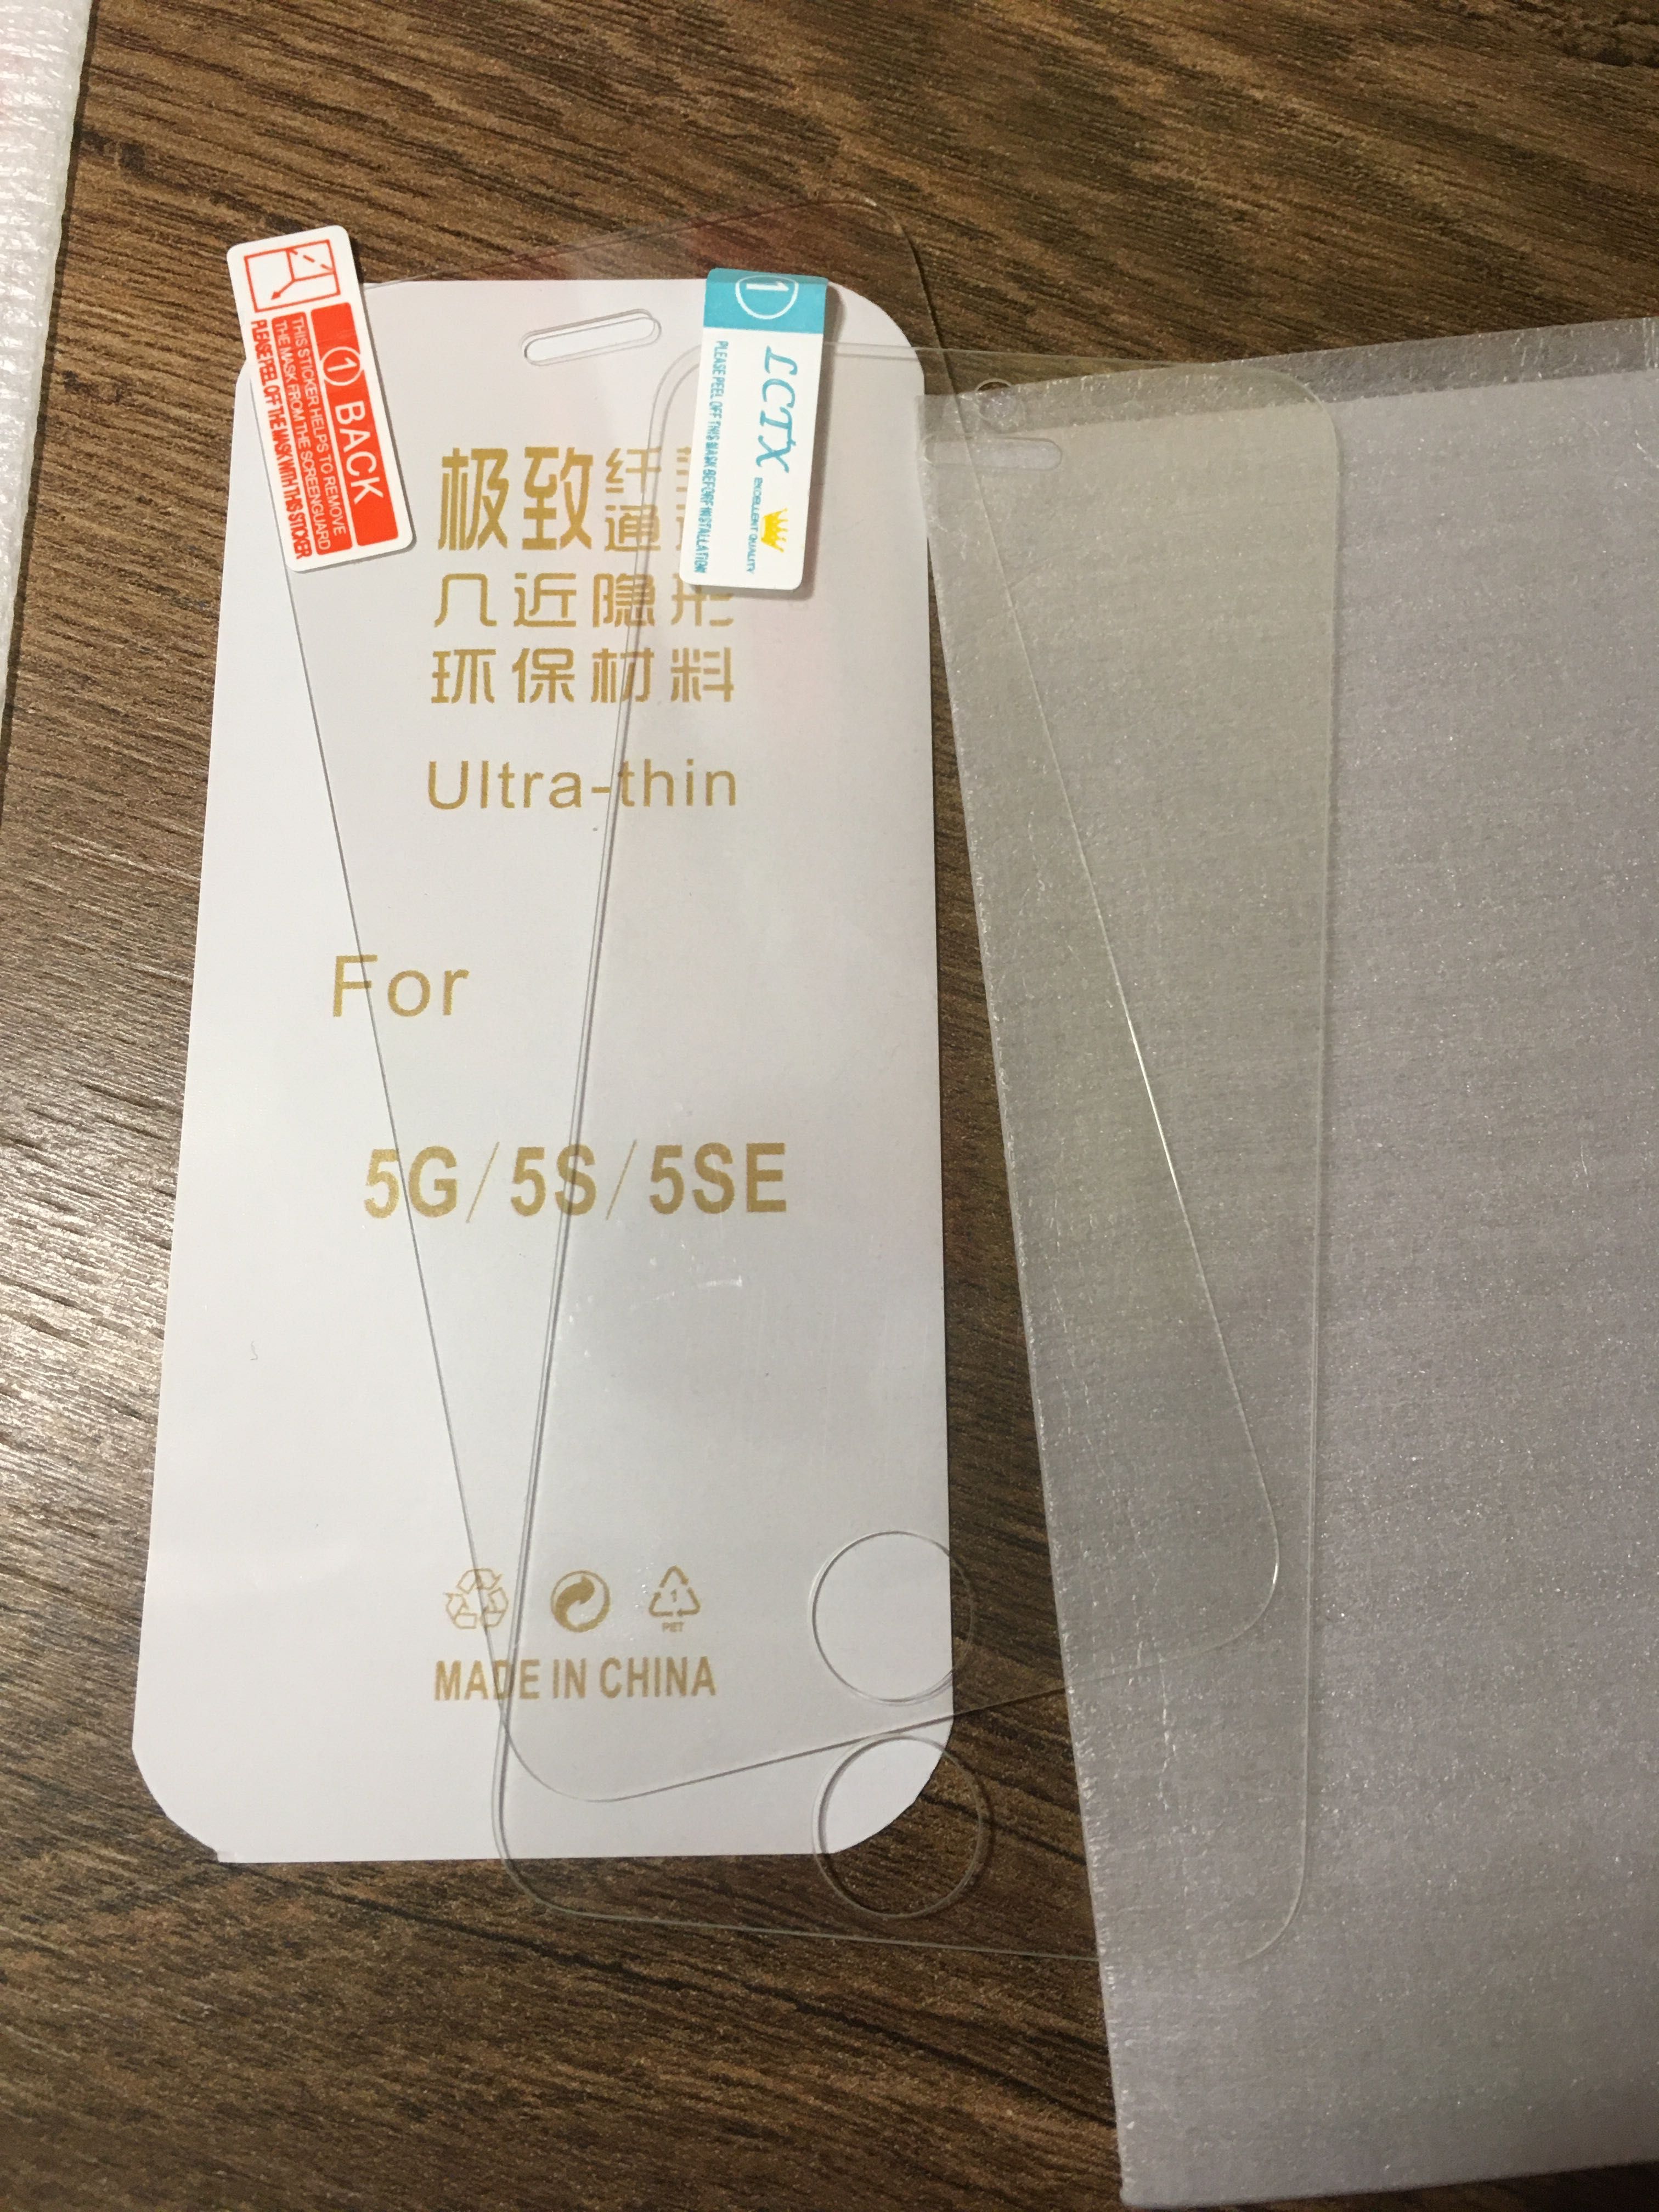 ① BACK
THIS STICKER HELPS TO REMOVE
THE MASK FROM THE SCREENGUARD
PLEASE PEEL OFF THE MASK WITH THIS STICKER
①
LCTX
EXCELLENT QUALITY
PLEASE PEEL OFF THIS MASK BEFORE INSTALLATION
极致 纤
通
几近隐形
环保材料
Ultra-thin
For
5G/5S/5SE
1
PET
MADE IN CHINA